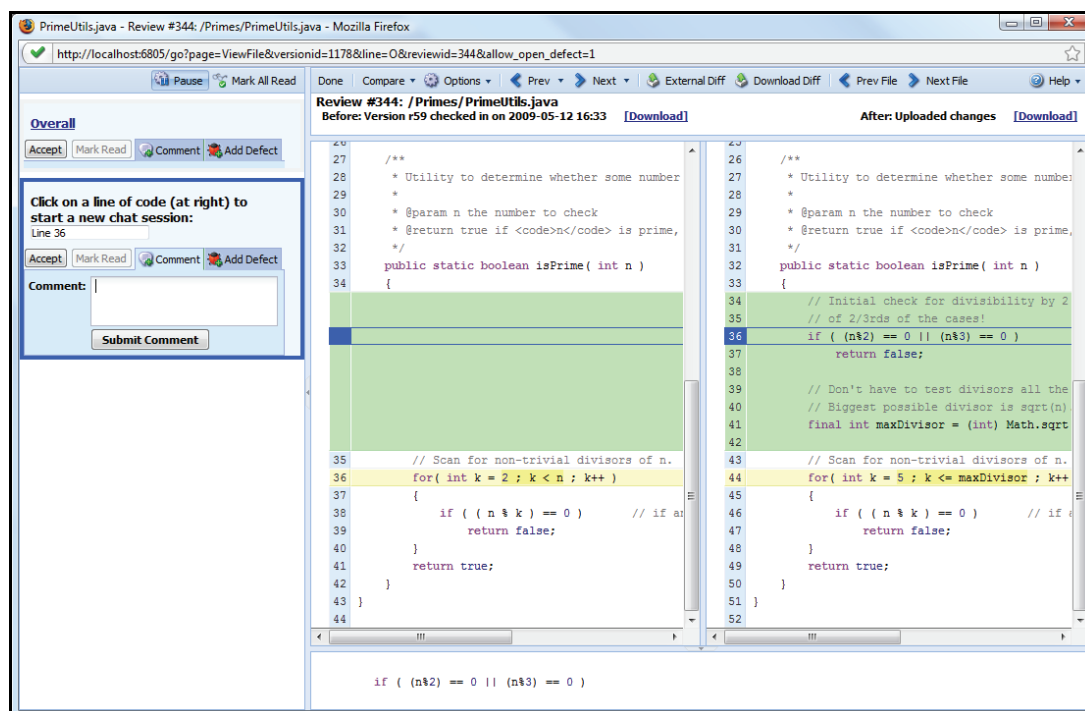 PrimeUtils.java - Review #344: /Primes/PrimeUtils.java - Mozilla Firefox
http://localhost:6805/go?page=ViewFile&versionid=1178&line=0&reviewid=344&allow_open_defect=1
Pause Mark All Read
Done Compare Options Prev Next External Diff Download Diff Prev File Next File Help
Overall
Accept Mark Read Comment Add Defect
Click on a line of code (at right) to
start a new chat session:
Line 36
Accept Mark Read Comment Add Defect
Comment:
Submit Comment
Review #344: /Primes/PrimeUtils.java
Before: Version r59 checked in on 2009-05-12 16:33 [Download]
After: Uploaded changes [Download]
26
27 /**
28 * Utility to determine whether some number
29 *
30 * @param n the number to check
31 * @return true if <code>n</code> is prime,
32 */
33 public static boolean isPrime( int n )
34 {
35 // Scan for non-trivial divisors of n.
36 for( int k = 2 ; k < n ; k++ )
37 {
38 if ( ( n % k ) == 0 ) // if an
39 return false;
40 }
41 return true;
42 }
43 }
44
25
26 /**
27 * Utility to determine whether some number
28 *
29 * @param n the number to check
30 * @return true if <code>n</code> is prime,
31 */
32 public static boolean isPrime( int n )
33 {
34 // Initial check for divisibility by 2
35 // of 2/3rds of the cases!
36 if ( (n%2) == 0 || (n%3) == 0 )
37 return false;
38
39 // Don't have to test divisors all the
40 // Biggest possible divisor is sqrt(n).
41 final int maxDivisor = (int) Math.sqrt
42
43 // Scan for non-trivial divisors of n.
44 for( int k = 5 ; k <= maxDivisor ; k++
45 {
46 if ( ( n % k ) == 0 ) // if a
47 return false;
48 }
49 return true;
50 }
51 }
52
if ( (n%2) == 0 || (n%3) == 0 )